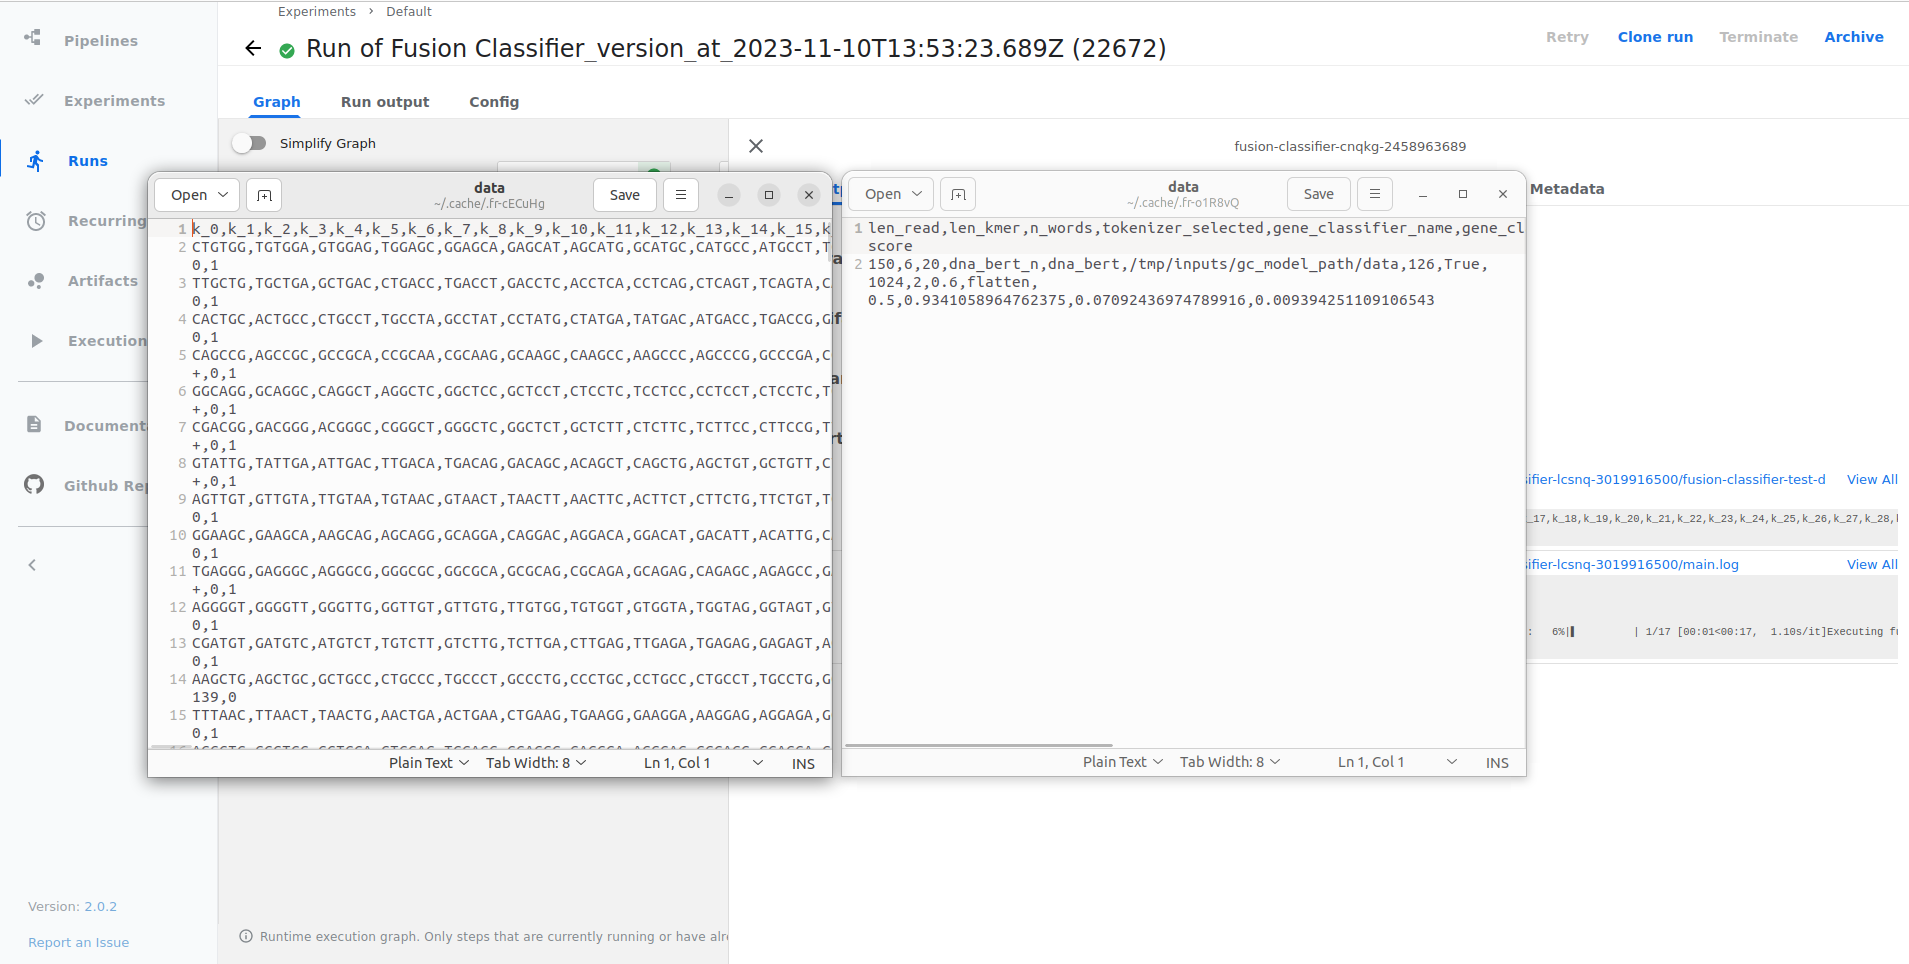 Experiments › Default
Run of Fusion Classifier_version_at_2023-11-10T13:53:23.689Z (22672)
Retry Clone run Terminate Archive
Pipelines
Experiments
Runs
Recurring
Artifacts
Execution
Document
Github Rep
Version: 2.0.2
Report an Issue
Graph Run output Config
Simplify Graph
fusion-classifier-cnqkg-2458963689
Metadata
Open
data
~/.cache/.fr-cECuHg
Save
1 k_0,k_1,k_2,k_3,k_4,k_5,k_6,k_7,k_8,k_9,k_10,k_11,k_12,k_13,k_14,k_15,k
2 CTGTGG,TGTGGA,GTGGAG,TGGAGC,GGAGCA,GAGCAT,AGCATG,GCATGC,CATGCC,ATGCCT,T
0,1
3 TTGCTG,TGCTGA,GCTGAC,CTGACC,TGACCT,GACCTC,ACCTCA,CCTCAG,CTCAGT,TCAGTA,C
0,1
4 CACTGC,ACTGCC,CTGCCT,TGCCTA,GCCTAT,CCTATG,CTATGA,TATGAC,ATGACC,TGACCG,G
0,1
5 CAGCCG,AGCCGC,GCCGCA,CCGCAA,CGCAAG,GCAAGC,CAAGCC,AAGCCC,AGCCCG,GCCCGA,C
+,0,1
6 GGCAGG,GCAGGC,CAGGCT,AGGCTC,GGCTCC,GCTCCT,CTCCTC,TCCTCC,CCTCCT,CTCCTC,T
+,0,1
7 CGACGG,GACGGG,ACGGGC,CGGGCT,GGGCTC,GGCTCT,GCTCTT,CTCTTC,TCTTCC,CTTCCG,T
+,0,1
8 GTATTG,TATTGA,ATTGAC,TTGACA,TGACAG,GACAGC,ACAGCT,CAGCTG,AGCTGT,GCTGTT,C
+,0,1
9 AGTTGT,GTTGTA,TTGTAA,TGTAAC,GTAACT,TAACTT,AACTTC,ACTTCT,CTTCTG,TTCTGT,T
0,1
10 GGAAGC,GAAGCA,AAGCAG,AGCAGG,GCAGGA,CAGGAC,AGGACA,GGACAT,GACATT,ACATTG,C
0,1
11 TGAGGG,GAGGGC,AGGGCG,GGGCGC,GGCGCA,GCGCAG,CGCAGA,GCAGAG,CAGAGC,AGAGCC,G
+,0,1
12 AGGGGT,GGGGTT,GGGTTG,GGTTGT,GTTGTG,TTGTGG,TGTGGT,GTGGTA,TGGTAG,GGTAGT,G
0,1
13 CGATGT,GATGTC,ATGTCT,TGTCTT,GTCTTG,TCTTGA,CTTGAG,TTGAGA,TGAGAG,GAGAGT,A
0,1
14 AAGCTG,AGCTGC,GCTGCC,CTGCCC,TGCCCT,GCCCTG,CCCTGC,CCTGCC,CTGCCT,TGCCTG,G
139,0
15 TTTAAC,TTAACT,TAACTG,AACTGA,ACTGAA,CTGAAG,TGAAGG,GAAGGA,AAGGAG,AGGAGA,G
0,1
Plain Text Tab Width: 8 Ln 1, Col 1 INS
Open
data
~/.cache/.fr-o1R8vQ
Save
1 len_read,len_kmer,n_words,tokenizer_selected,gene_classifier_name,gene_cl
score
2 150,6,20,dna_bert_n,dna_bert,/tmp/inputs/gc_model_path/data,126,True,
1024,2,0.6,flatten,
0.5,0.9341058964762375,0.07092436974789916,0.009394251109106543
Plain Text Tab Width: 8 Ln 1, Col 1 INS
ifier-lcsnq-3019916500/fusion-classifier-test-d View All
_17,k_18,k_19,k_20,k_21,k_22,k_23,k_24,k_25,k_26,k_27,k_28,
ifier-lcsnq-3019916500/main.log View All
: 6%| | 1/17 [00:01<00:17, 1.10s/it]Executing fu
Runtime execution graph. Only steps that are currently running or have alr